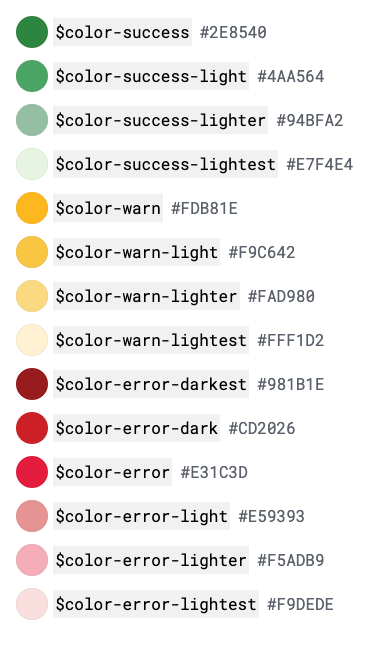 $color-success #2E8540
$color-success-light #4AA564
$color-success-lighter #94BFA2
$color-success-lightest #E7F4E4
$color-warn #FDB81E
$color-warn-light #F9C642
$color-warn-lighter #FAD980
$color-warn-lightest #FFF1D2
$color-error-darkest #981B1E
$color-error-dark #CD2026
$color-error #E31C3D
$color-error-light #E59393
$color-error-lighter #F5ADB9
$color-error-lightest #F9DEDE